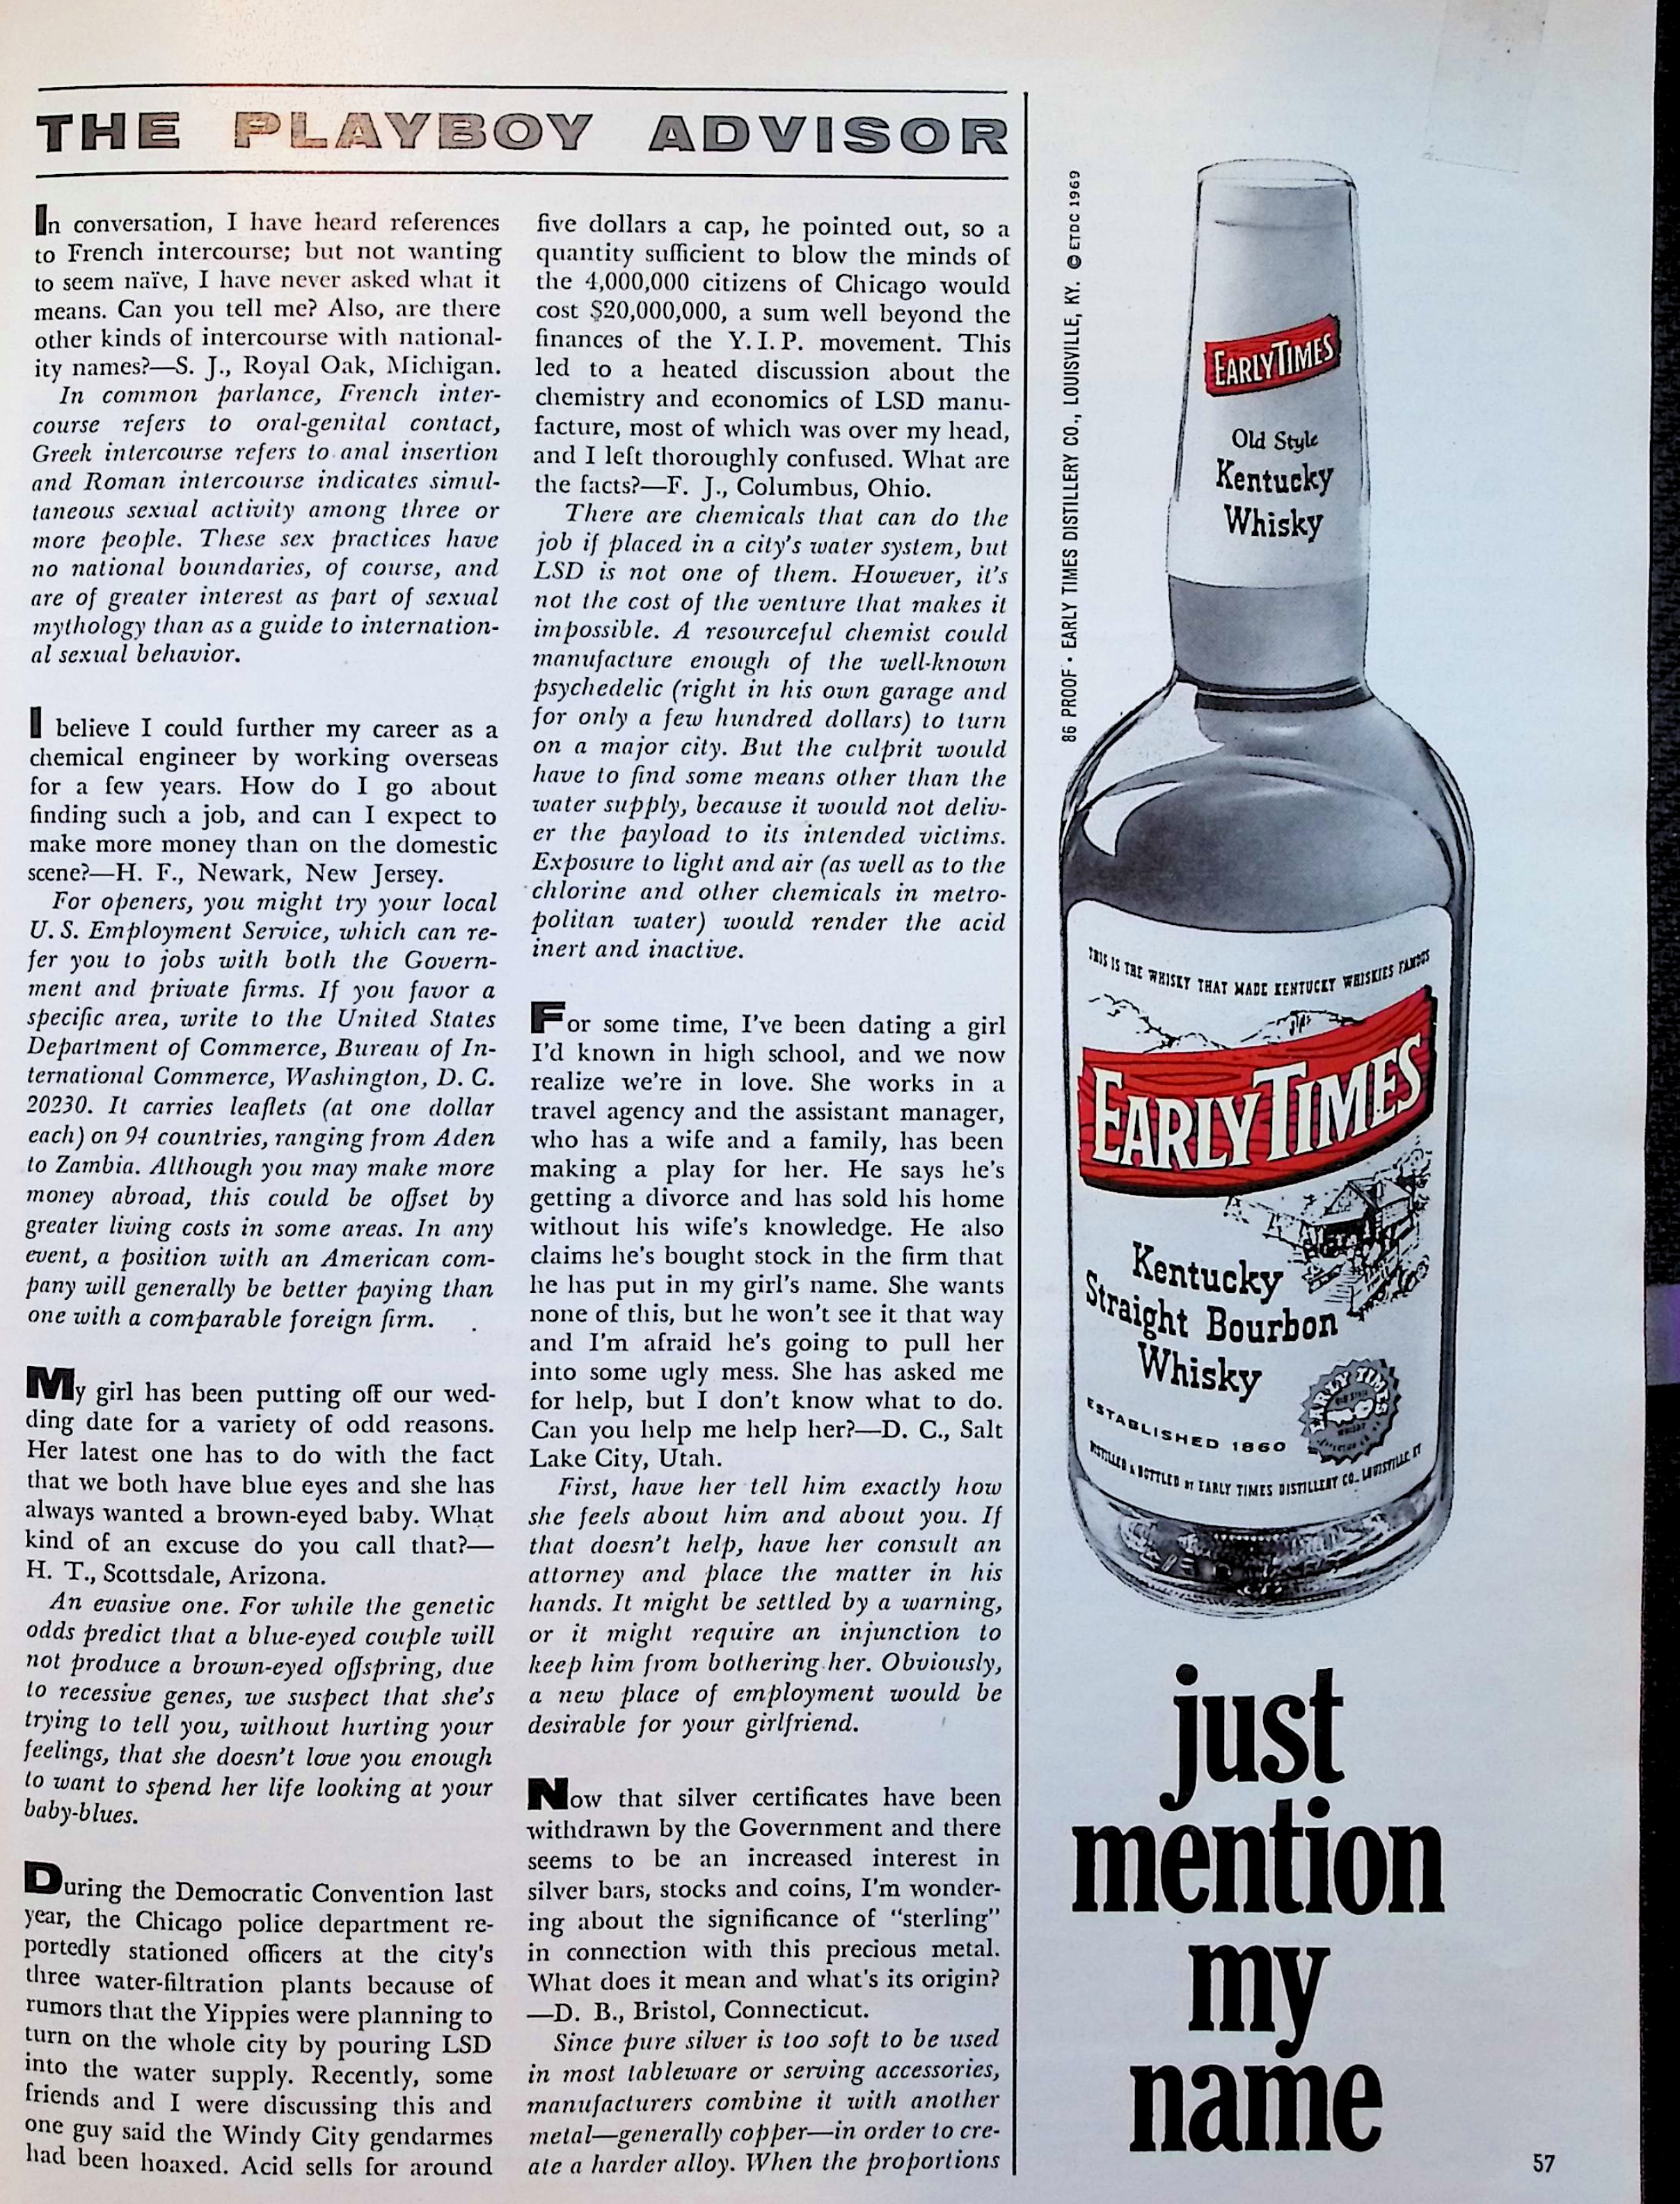 THE PLAYBOY ADVISOR
In conversation, I have heard references
to French intercourse; but not wanting
to seem naïve, I have never asked what it
means. Can you tell me? Also, are there
other kinds of intercourse with national-
ity names?—S. J., Royal Oak, Michigan.
In common parlance, French inter-
course refers to oral-genital contact,
Greek intercourse refers to anal insertion
and Roman intercourse indicates simul-
taneous sexual activity among three or
more people. These sex practices have
no national boundaries, of course, and
are of greater interest as part of sexual
mythology than as a guide to internation-
al sexual behavior.
I believe I could further my career as a
chemical engineer by working overseas
for a few years. How do I go about
finding such a job, and can I expect to
make more money than on the domestic
scene?—H. F., Newark, New Jersey.
For openers, you might try your local
U. S. Employment Service, which can re-
fer you to jobs with both the Govern-
ment and private firms. If you favor a
specific area, write to the United States
Department of Commerce, Bureau of In-
ternational Commerce, Washington, D. C.
20230. It carries leaflets (at one dollar
each) on 94 countries, ranging from Aden
to Zambia. Although you may make more
money abroad, this could be offset by
greater living costs in some areas. In any
event, a position with an American com-
pany will generally be better paying than
one with a comparable foreign firm.
My girl has been putting off our wed-
ding date for a variety of odd reasons.
Her latest one has to do with the fact
that we both have blue eyes and she has
always wanted a brown-eyed baby. What
kind of an excuse do you call that?—
H. T., Scottsdale, Arizona.
An evasive one. For while the genetic
odds predict that a blue-eyed couple will
not produce a brown-eyed offspring, due
to recessive genes, we suspect that she's
trying to tell you, without hurting your
feelings, that she doesn't love you enough
to want to spend her life looking at your
baby-blues.
During the Democratic Convention last
year, the Chicago police department re-
portedly stationed officers at the city's
three water-filtration plants because of
rumors that the Yippies were planning to
turn on the whole city by pouring LSD
into the water supply. Recently, some
friends and I were discussing this and
one guy said the Windy City gendarmes
had been hoaxed. Acid sells for around
five dollars a cap, he pointed out, so a
quantity sufficient to blow the minds of
the 4,000,000 citizens of Chicago would
cost $20,000,000, a sum well beyond the
finances of the Y. I. P. movement. This
led to a heated discussion about the
chemistry and economics of LSD manu-
facture, most of which was over my head,
and I left thoroughly confused. What are
the facts?—F. J., Columbus, Ohio.
There are chemicals that can do the
job if placed in a city's water system, but
LSD is not one of them. However, it's
not the cost of the venture that makes it
impossible. A resourceful chemist could
manufacture enough of the well-known
psychedelic (right in his own garage and
for only a few hundred dollars) to turn
on a major city. But the culprit would
have to find some means other than the
water supply, because it would not deliv-
er the payload to its intended victims.
Exposure to light and air (as well as to the
chlorine and other chemicals in metro-
politan water) would render the acid
inert and inactive.
For some time, I've been dating a girl
I'd known in high school, and we now
realize we're in love. She works in a
travel agency and the assistant manager,
who has a wife and a family, has been
making a play for her. He says he's
getting a divorce and has sold his home
without his wife's knowledge. He also
claims he's bought stock in the firm that
he has put in my girl's name. She wants
none of this, but he won't see it that way
and I'm afraid he's going to pull her
into some ugly mess. She has asked me
for help, but I don't know what to do.
Can you help me help her?—D. C., Salt
Lake City, Utah.
First, have her tell him exactly how
she feels about him and about you. If
that doesn't help, have her consult an
attorney and place the matter in his
hands. It might be settled by a warning,
or it might require an injunction to
keep him from bothering her. Obviously,
a new place of employment would be
desirable for your girlfriend.
Now that silver certificates have been
withdrawn by the Government and there
seems to be an increased interest in
silver bars, stocks and coins, I'm wonder-
ing about the significance of "sterling"
in connection with this precious metal.
What does it mean and what's its origin?
—D. B., Bristol, Connecticut.
Since pure silver is too soft to be used
in most tableware or serving accessories,
manufacturers combine it with another
metal—generally copper—in order to cre-
ate a harder alloy. When the proportions
86 PROOF • EARLY TIMES DISTILLERY CO., LOUISVILLE, KY. © ETDC 1969
EARLY TIMES
Old Style
Kentucky
Whisky
THIS IS THE WHISKY THAT MADE KENTUCKY WHISKIES FAMOUS
EARLY TIMES
Kentucky
Straight Bourbon
Whisky
EARLY TIMES
ESTABLISHED 1860
DISTILLED & BOTTLED BY EARLY TIMES DISTILLERY CO., LOUISVILLE, KY
just
mention
my
name
57